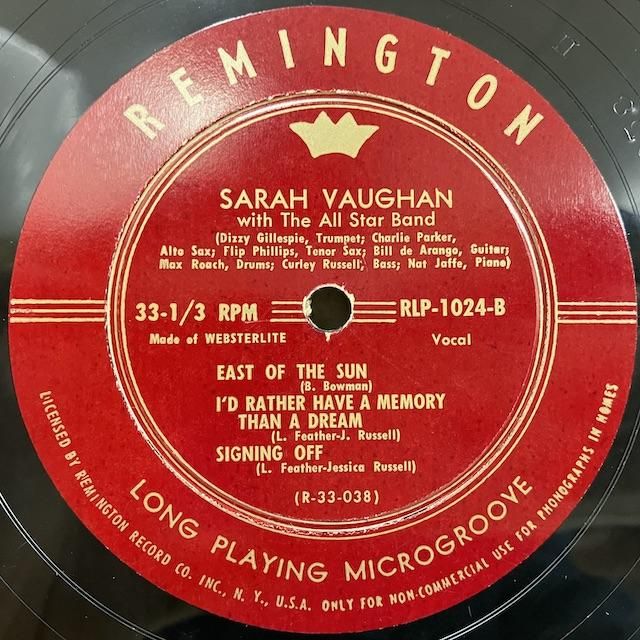 REMINGTON
SARAH VAUGHAN
with The All Star Band
(Dizzy Gillespie, Trumpet; Charlie Parker,
Alto Sax; Flip Phillips, Tenor Sax; Bill de Arango, Guitar;
Max Roach, Drums; Curley Russell, Bass; Nat Jaffe, Piano)
33-1/3 RPM RLP-1024-B
Made of WEBSTERLITE Vocal
EAST OF THE SUN
(B. Bowman)
I'D RATHER HAVE A MEMORY
THAN A DREAM
(L. Feather-J. Russell)
SIGNING OFF
(L. Feather-Jessica Russell)
(R-33-038)
LONG PLAYING MICROGROOVE
LICENSED BY REMINGTON RECORD CO. INC., N. Y., U.S.A. ONLY FOR NON-COMMERCIAL USE FOR PHONOGRAPHS IN HOMES